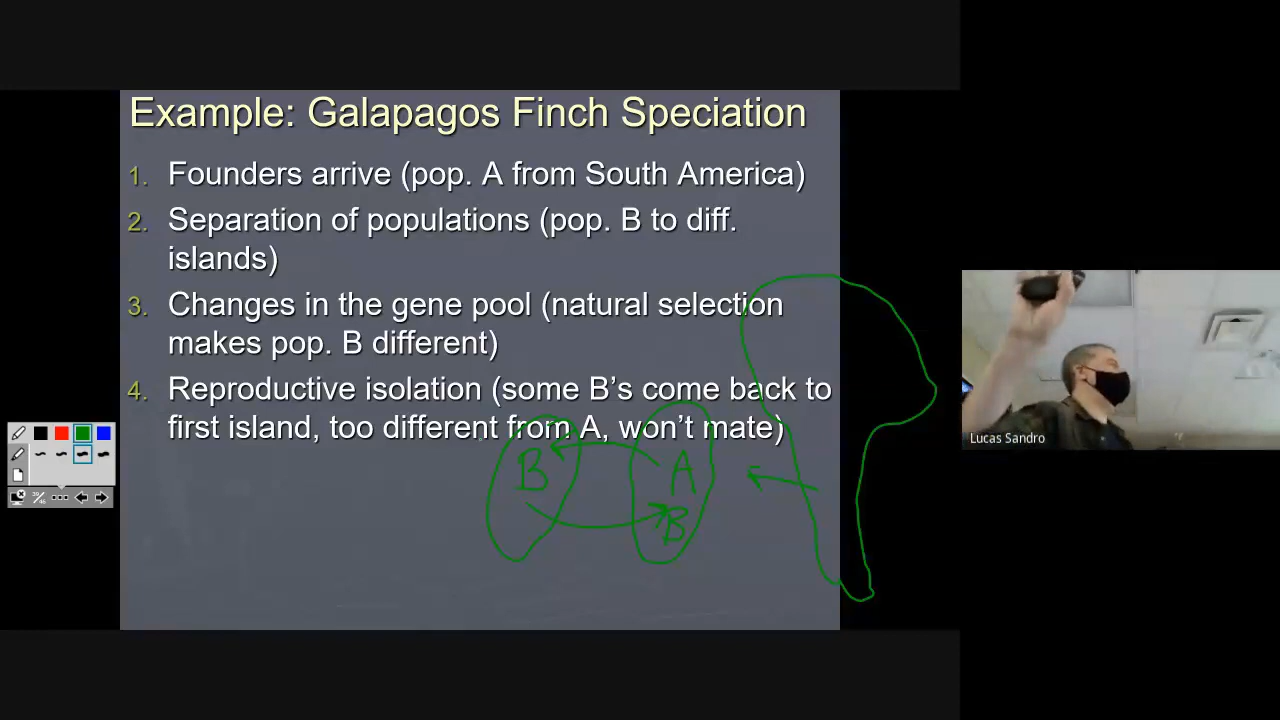 Example: Galapagos Finch Speciation
1. Founders arrive (pop. A from South America)
2. Separation of populations (pop. B to diff.
islands)
3. Changes in the gene pool (natural selection
makes pop. B different)
4. Reproductive isolation (some B's come back to
first island, too different from A, won't mate)
B A
B
Lucas Sandro